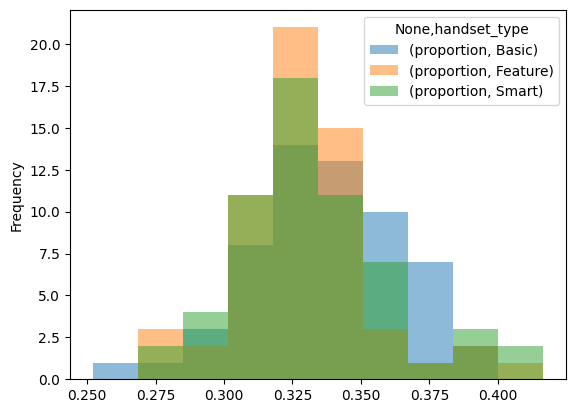 None,handset_type
(proportion, Basic)
(proportion, Feature)
(proportion, Smart)
Frequency
20.0
17.5
15.0
12.5
10.0
7.5
5.0
2.5
0.0
0.250 0.275 0.300 0.325 0.350 0.375 0.400